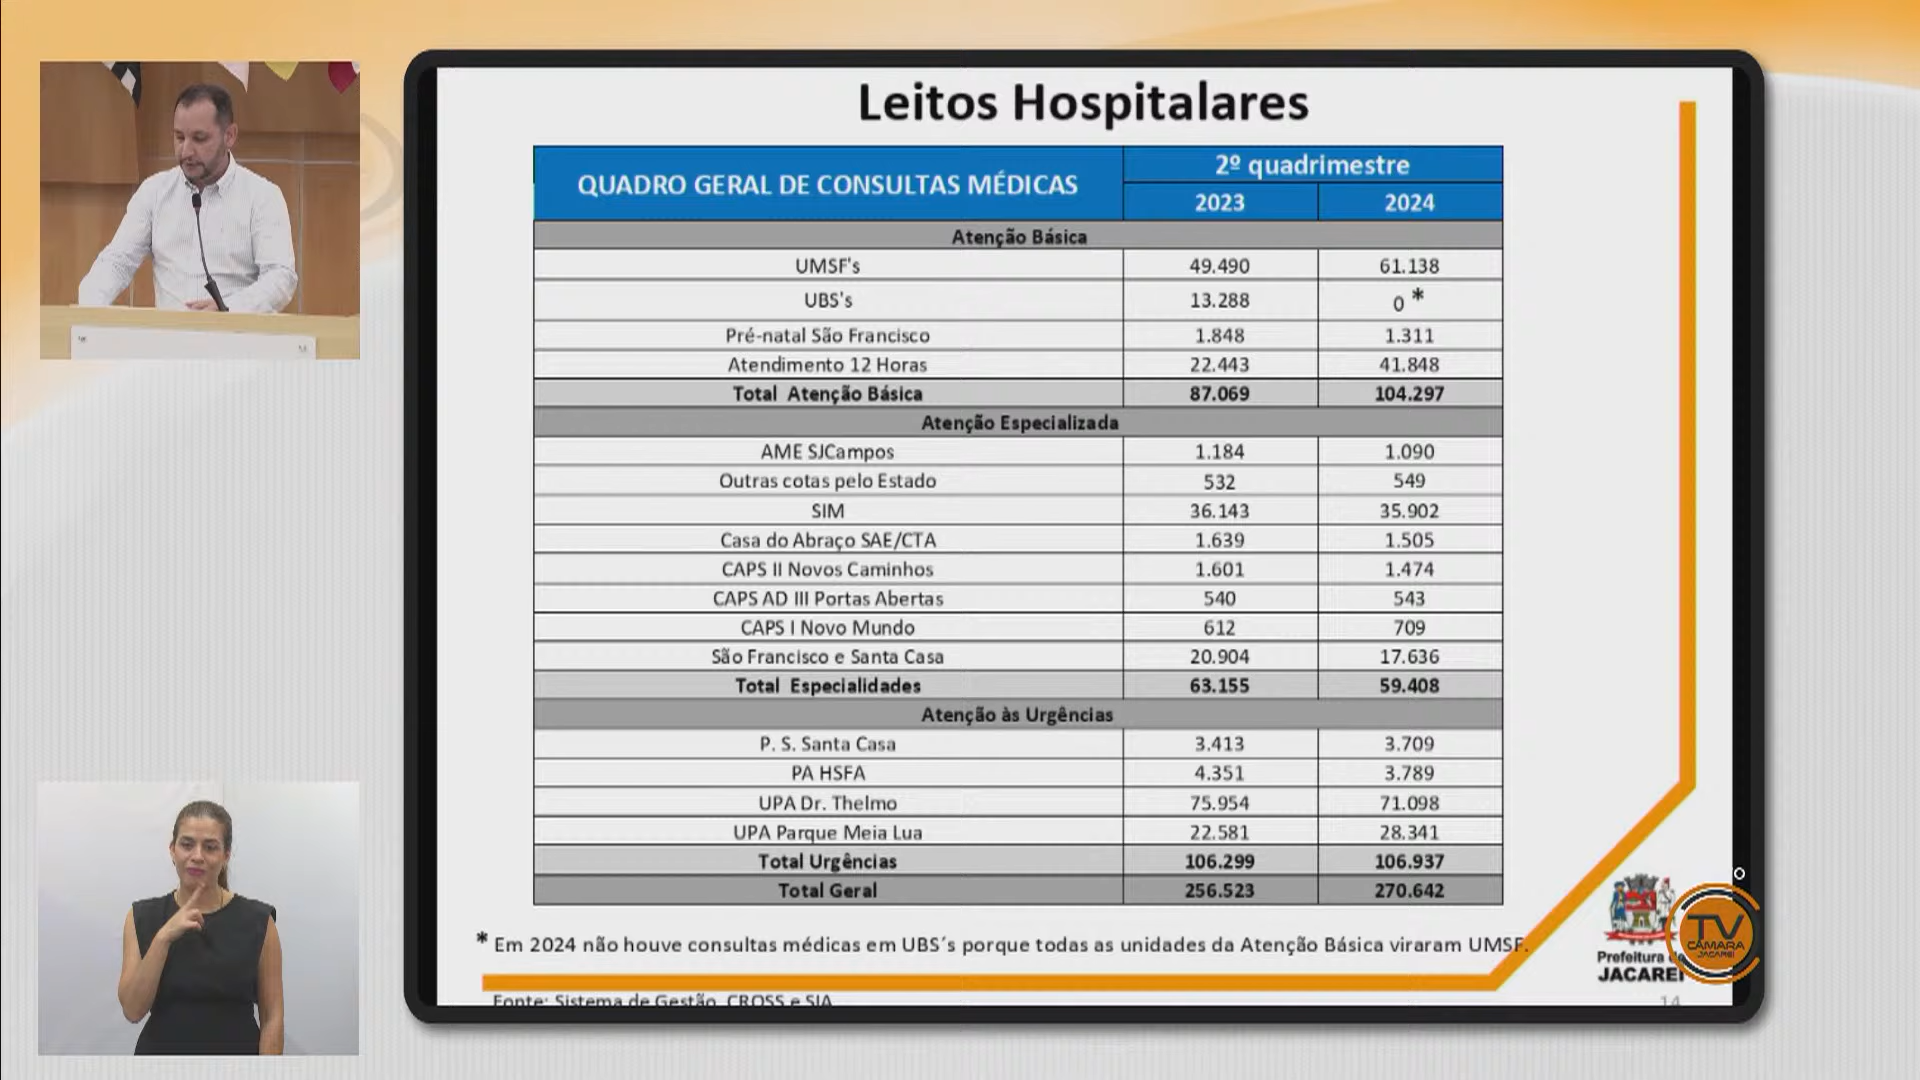 Leitos Hospitalares
QUADRO GERAL DE CONSULTAS MÉDICAS
2º quadrimestre
2023 2024
Atenção Básica
UMSF's 49.490 61.138
UBS's 13.288 0 *
Pré-natal São Francisco 1.848 1.311
Atendimento 12 Horas 22.443 41.848
Total Atenção Básica 87.069 104.297
Atenção Especializada
AME SJCampos 1.184 1.090
Outras cotas pelo Estado 532 549
SIM 36.143 35.902
Casa do Abraço SAE/CTA 1.639 1.505
CAPS II Novos Caminhos 1.601 1.474
CAPS AD III Portas Abertas 540 543
CAPS I Novo Mundo 612 709
São Francisco e Santa Casa 20.904 17.636
Total Especialidades 63.155 59.408
Atenção às Urgências
P. S. Santa Casa 3.413 3.709
PA HSFA 4.351 3.789
UPA Dr. Thelmo 75.954 71.098
UPA Parque Meia Lua 22.581 28.341
Total Urgências 106.299 106.937
Total Geral 256.523 270.642
* Em 2024 não houve consultas médicas em UBS´s porque todas as unidades da Atenção Básica viraram UMSF.
Fonte: Sistema de Gestão, CROSS e SIA
Prefeitura
JACAREÍ
14
TV
CÂMARA
JACAREÍ